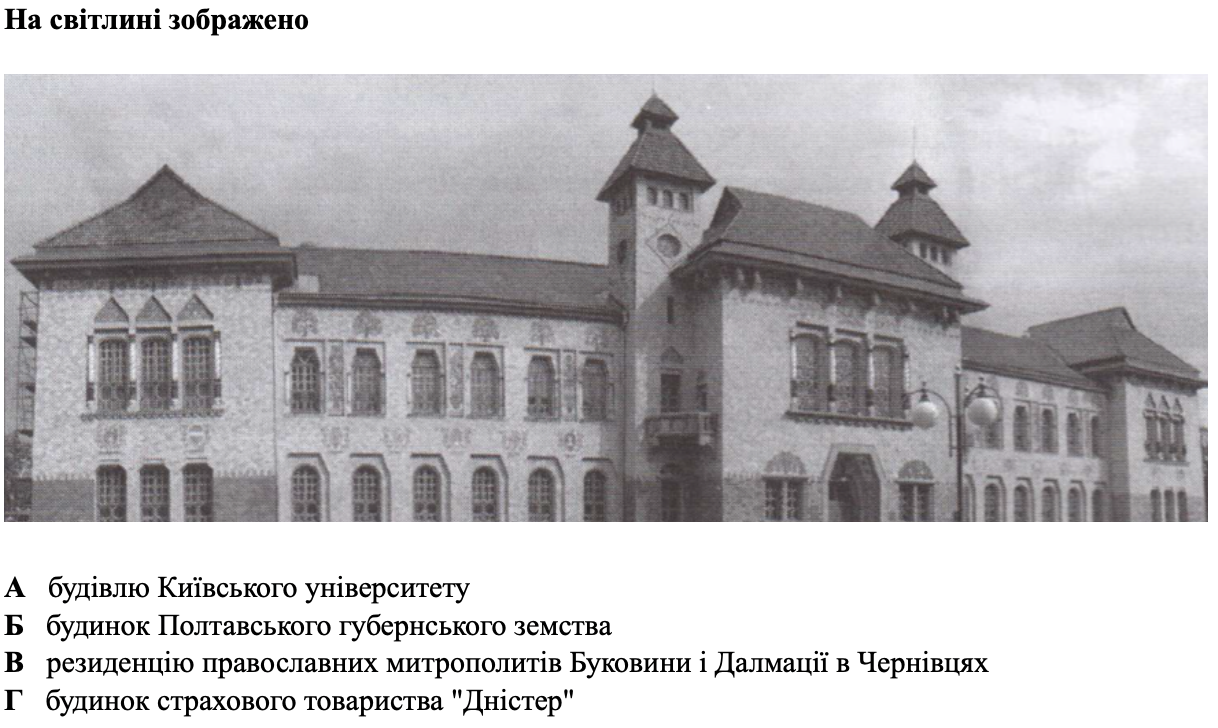 На світлині зображено
А будівлю Київського університету
Б будинок Полтавського губернського земства
В резиденцію православних митрополитів Буковини і Далмації в Чернівцях
Г будинок страхового товариства "Дністер"